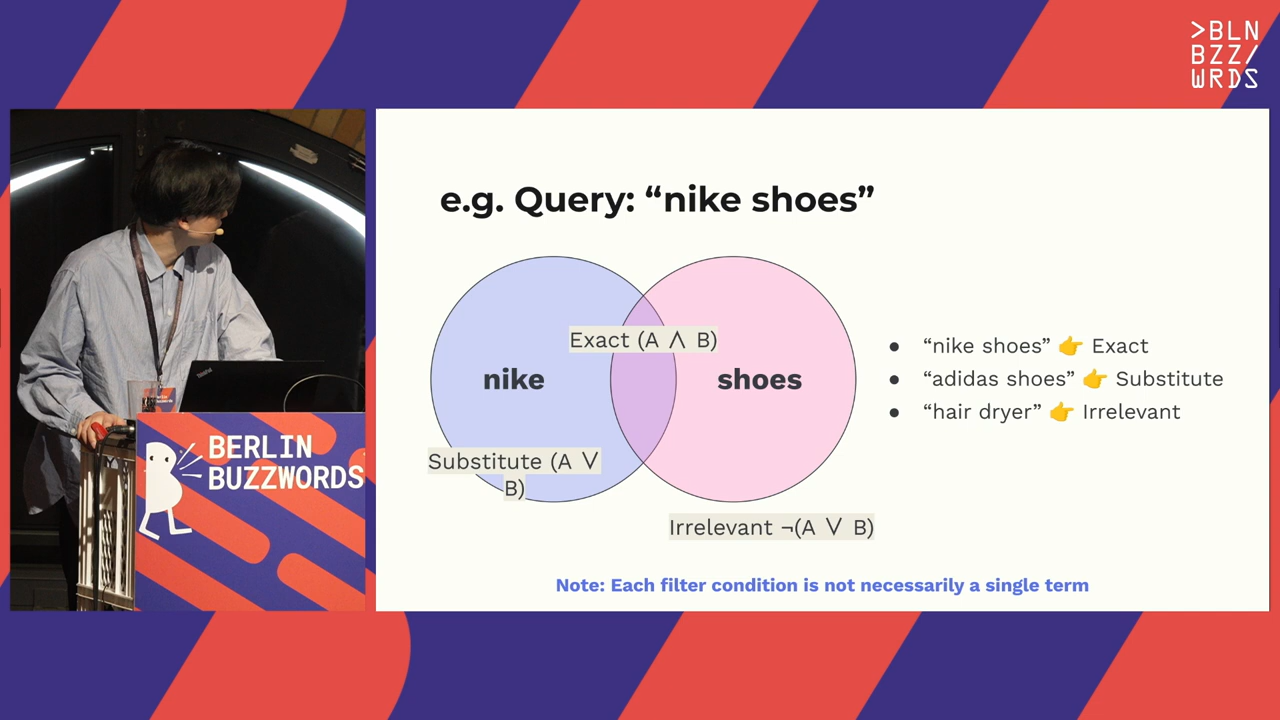 >BLN
BZZ/
WRDS
e.g. Query: “nike shoes”
Exact (A ∧ B)
nike
shoes
Substitute (A ∨
B)
Irrelevant ¬(A ∨ B)
• “nike shoes” 👉 Exact
• “adidas shoes” 👉 Substitute
• “hair dryer” 👉 Irrelevant
Note: Each filter condition is not necessarily a single term
ThinkPad
BERLIN
BUZZWORDS